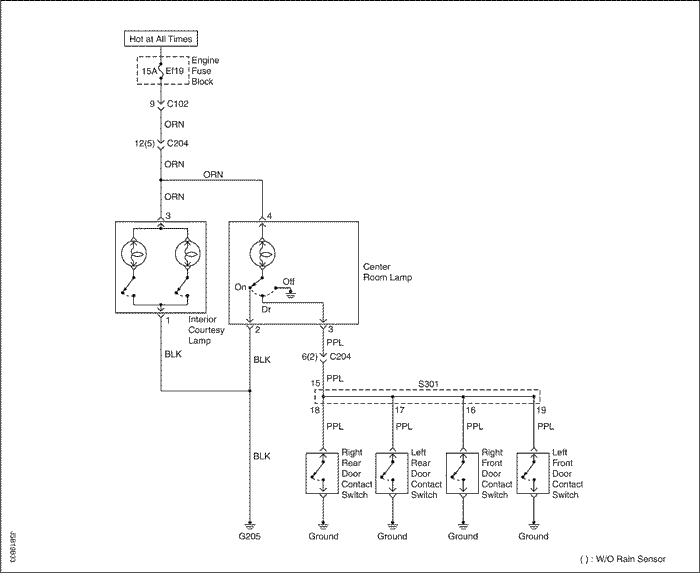 Hot at All Times
15A Ef19
Engine
Fuse
Block
9 C102
ORN
12(5) C204
ORN
ORN
ORN
3
4
On
Off
Dr
Center
Room Lamp
1
Interior
Courtesy
Lamp
2
3
BLK
BLK
PPL
6(2) C204
PPL
15
S301
18
17
16
19
PPL
PPL
PPL
PPL
BLK
Right
Rear
Door
Contact
Switch
Left
Rear
Door
Contact
Switch
Right
Front
Door
Contact
Switch
Left
Front
Door
Contact
Switch
G205
Ground
Ground
Ground
Ground
( ) : W/O Rain Sensor